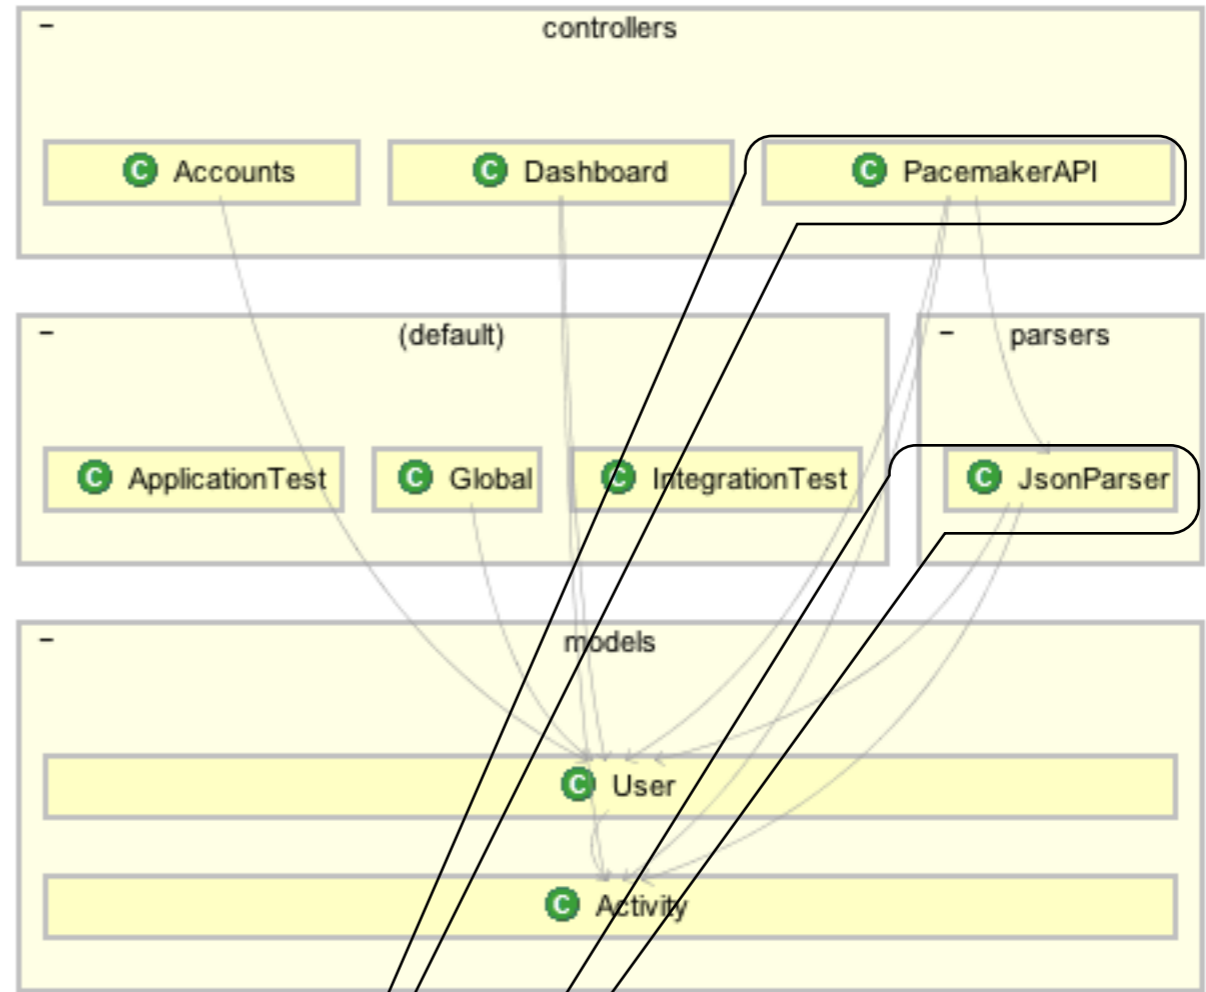 − controllers
C Accounts C Dashboard C PacemakerAPI
− (default) − parsers
C ApplicationTest C Global C IntegrationTest C JsonParser
− models
C User
C Activity